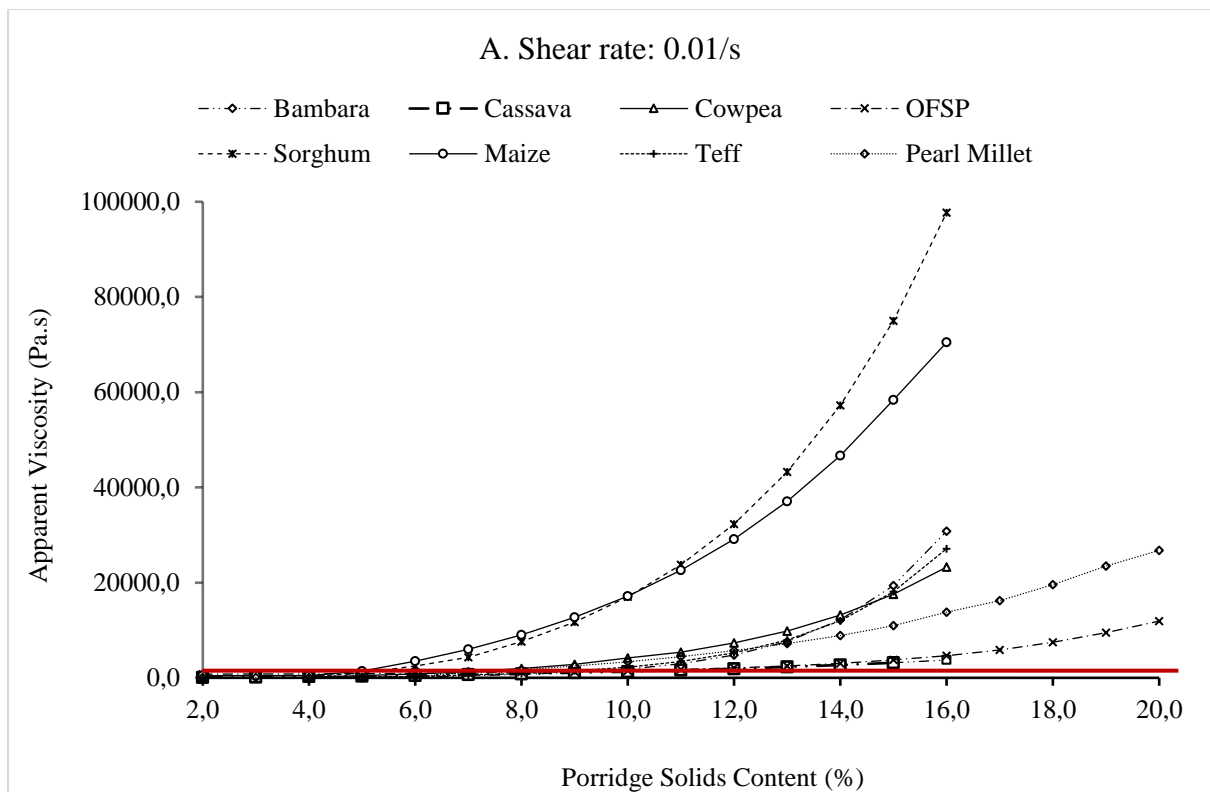 A. Shear rate: 0.01/s
Bambara Cassava Cowpea OFSP
Sorghum Maize Teff Pearl Millet
100000,0
80000,0
60000,0
40000,0
20000,0
0,0
Apparent Viscosity (Pa.s)
2,0 4,0 6,0 8,0 10,0 12,0 14,0 16,0 18,0 20,0
Porridge Solids Content (%)